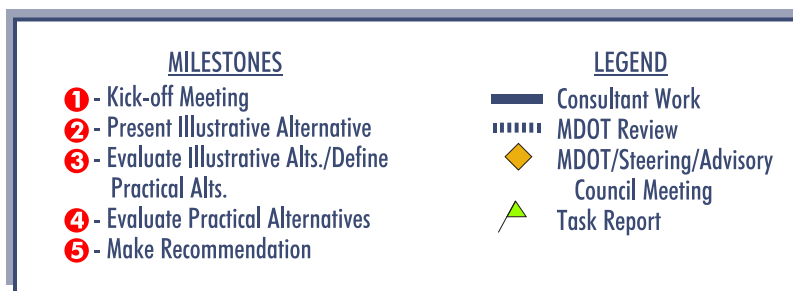 MILESTONES
1 - Kick-off Meeting
2 - Present Illustrative Alternative
3 - Evaluate Illustrative Alts./Define
Practical Alts.
4 - Evaluate Practical Alternatives
5 - Make Recommendation
LEGEND
Consultant Work
MDOT Review
MDOT/Steering/Advisory
Council Meeting
Task Report